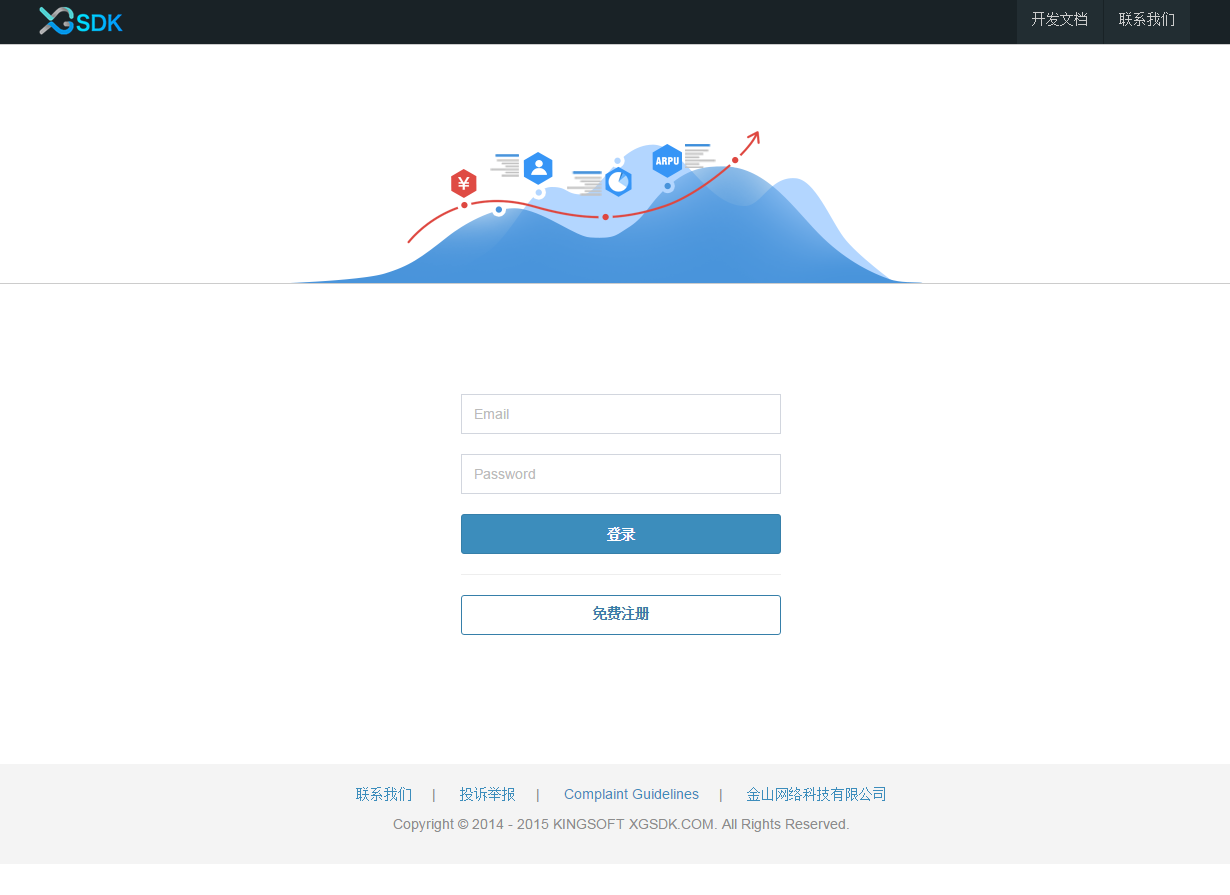 XGSDK 开发文档 联系我们
¥
ARPU
Email
Password
登录
免费注册
联系我们 | 投诉举报 | Complaint Guidelines | 金山网络科技有限公司
Copyright © 2014 - 2015 KINGSOFT XGSDK.COM. All Rights Reserved.